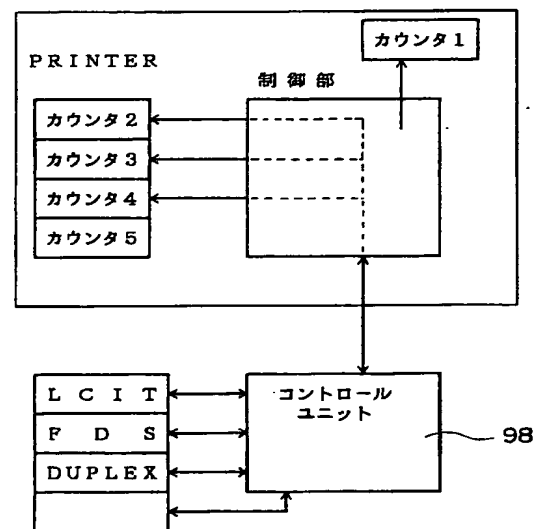 カウンタ1
PRINTER
制御部
カウンタ2
カウンタ3
カウンタ4
カウンタ5
LCIT
FDS
DUPLEX
コントロール
ユニット
98